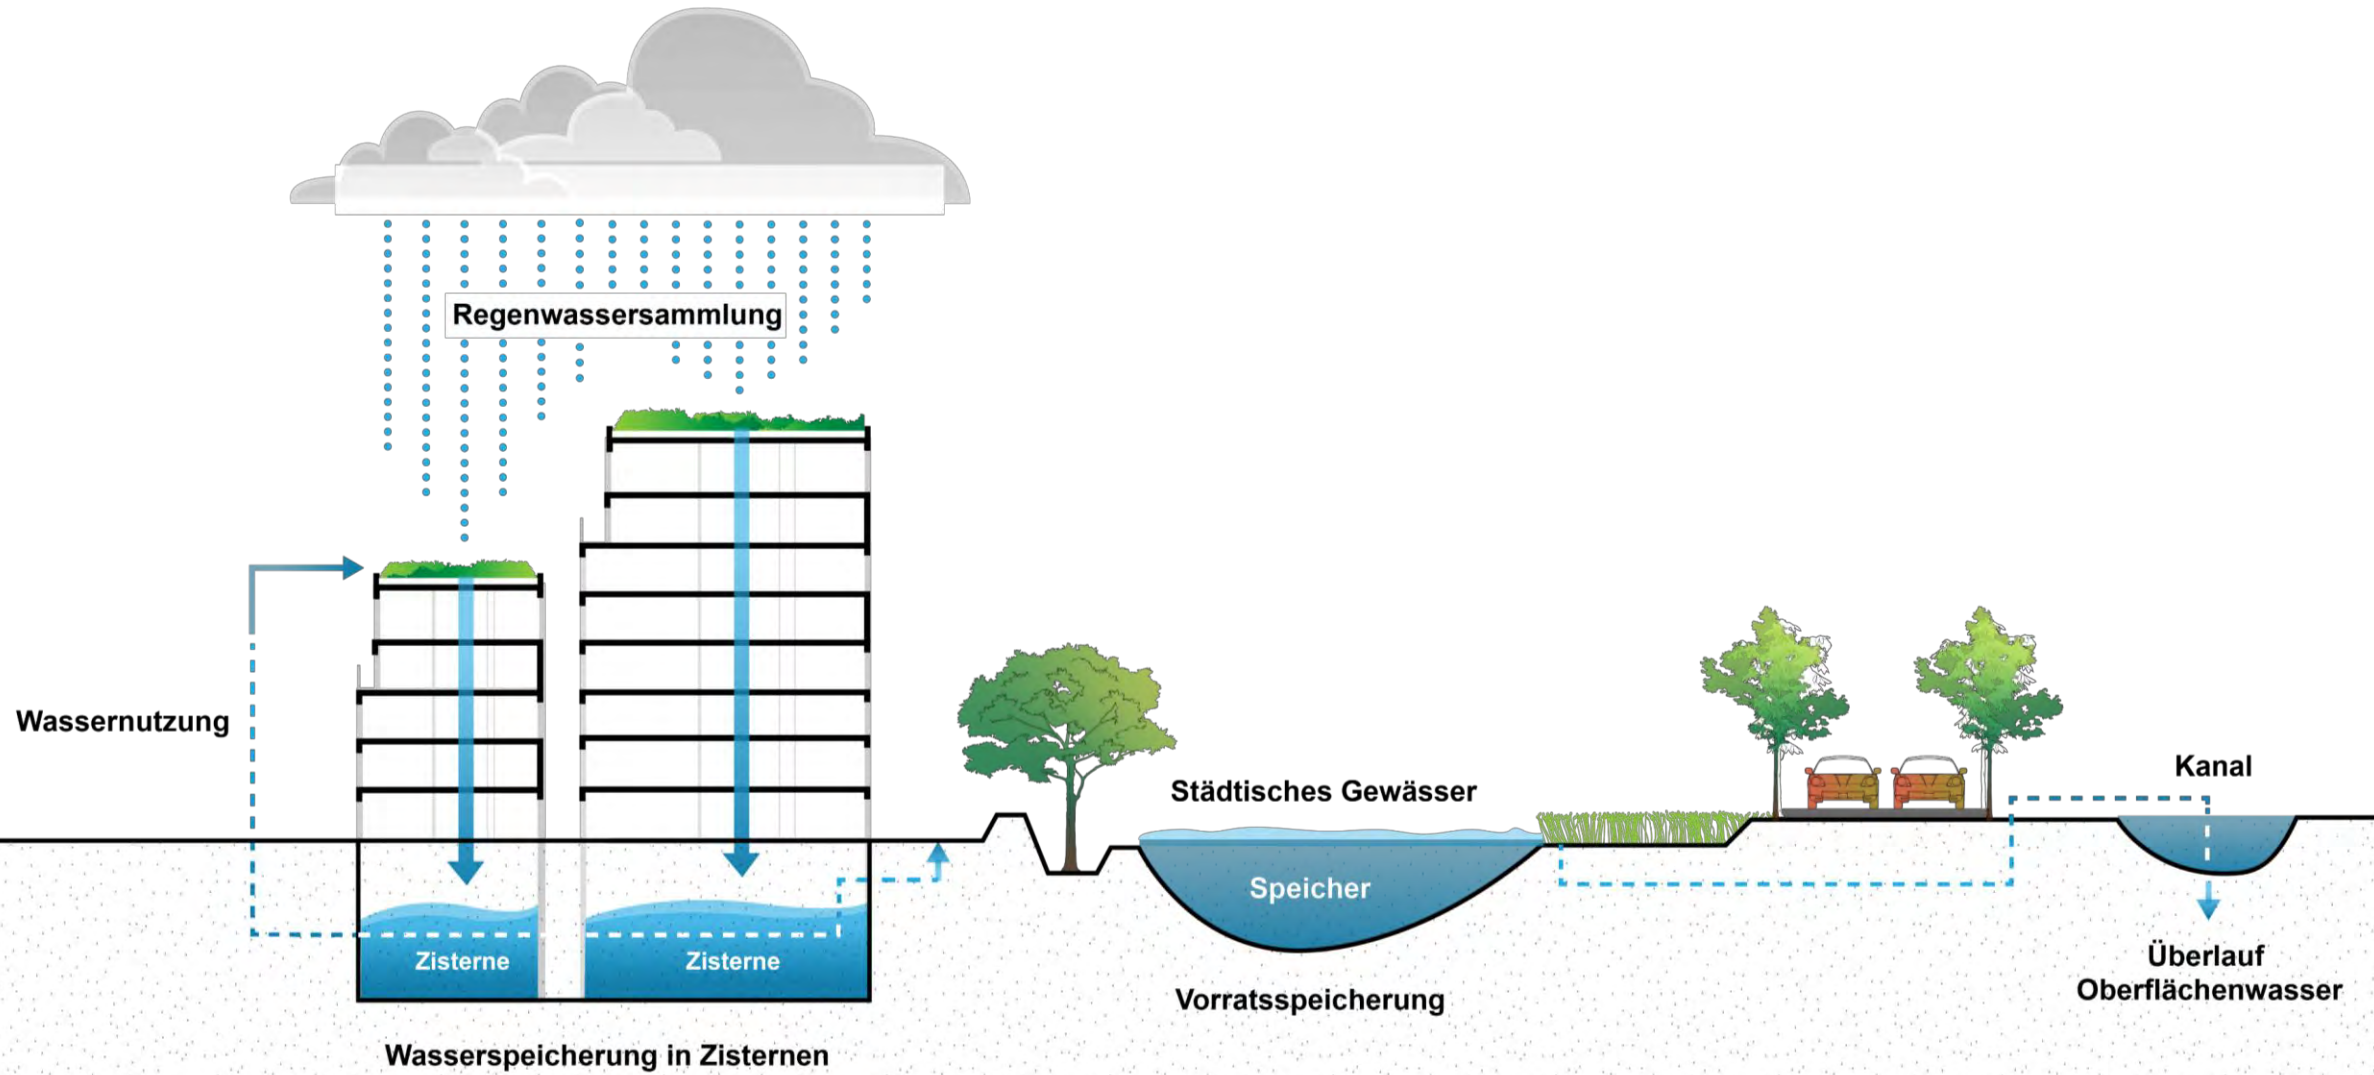 Regenwassersammlung
Wassernutzung
Städtisches Gewässer
Kanal
Speicher
Zisterne
Zisterne
Vorratsspeicherung
Überlauf
Oberflächenwasser
Wasserspeicherung in Zisternen